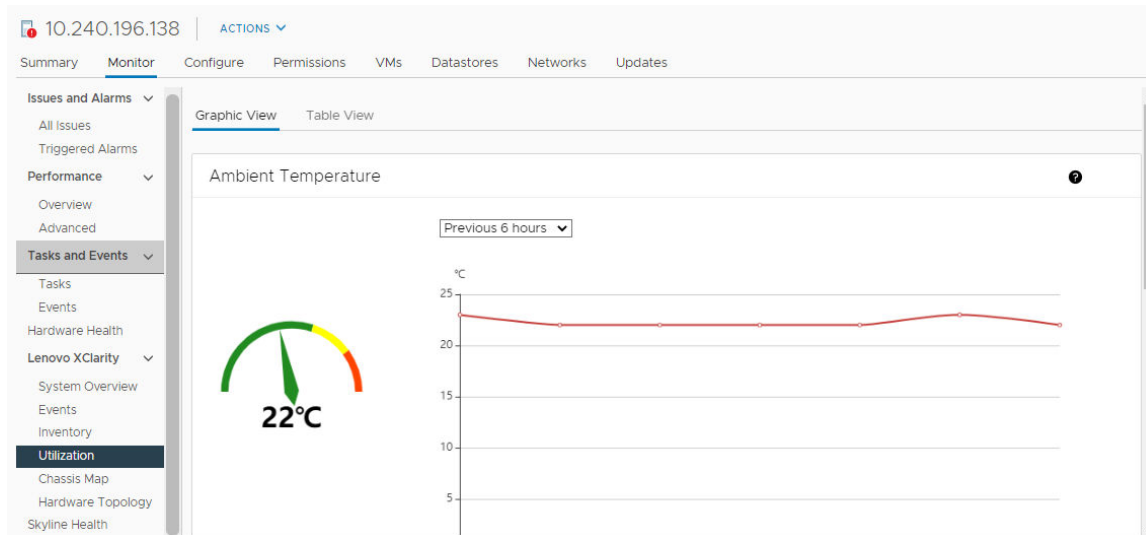 10.240.196.138 ACTIONS
Summary Monitor Configure Permissions VMs Datastores Networks Updates
Issues and Alarms
All Issues
Triggered Alarms
Performance
Overview
Advanced
Tasks and Events
Tasks
Events
Hardware Health
Lenovo XClarity
System Overview
Events
Inventory
Utilization
Chassis Map
Hardware Topology
Skyline Health
Graphic View Table View
Ambient Temperature
?
Previous 6 hours
22°C
°C
25
20
15
10
5